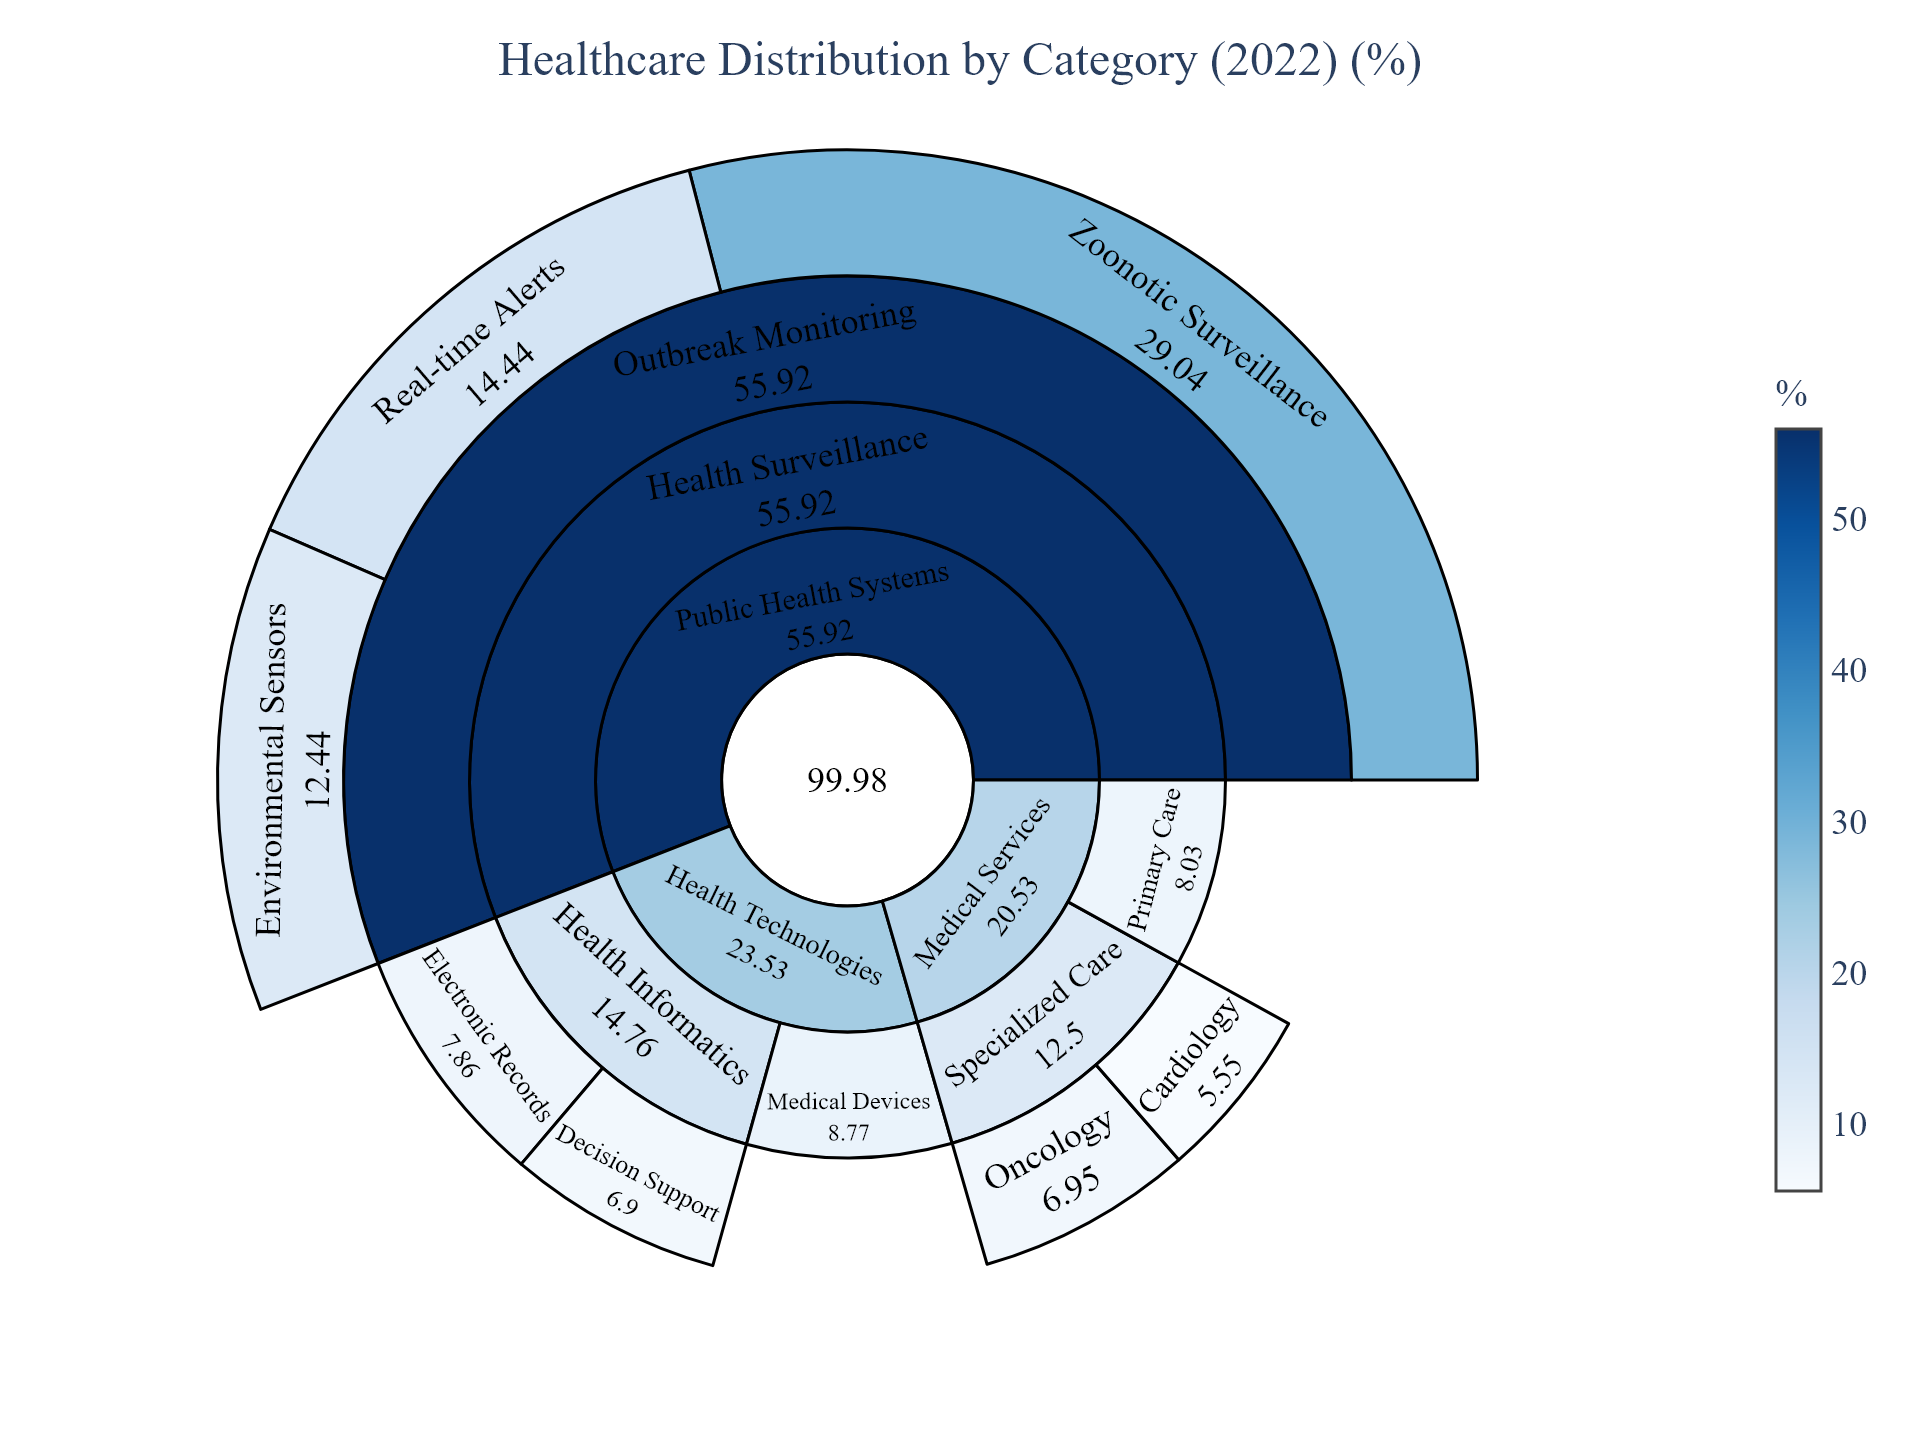 Healthcare Distribution by Category (2022) (%)
Zoonotic Surveillance
29.04
Real-time Alerts
14.44
Environmental Sensors
12.44
Outbreak Monitoring
55.92
Health Surveillance
55.92
Public Health Systems
55.92
99.98
Health Technologies
23.53
Medical Services
20.53
Primary Care
8.03
Health Informatics
14.76
Specialized Care
12.5
Electronic Records
7.86
Decision Support
6.9
Medical Devices
8.77
Oncology
6.95
Cardiology
5.55
%
50
40
30
20
10